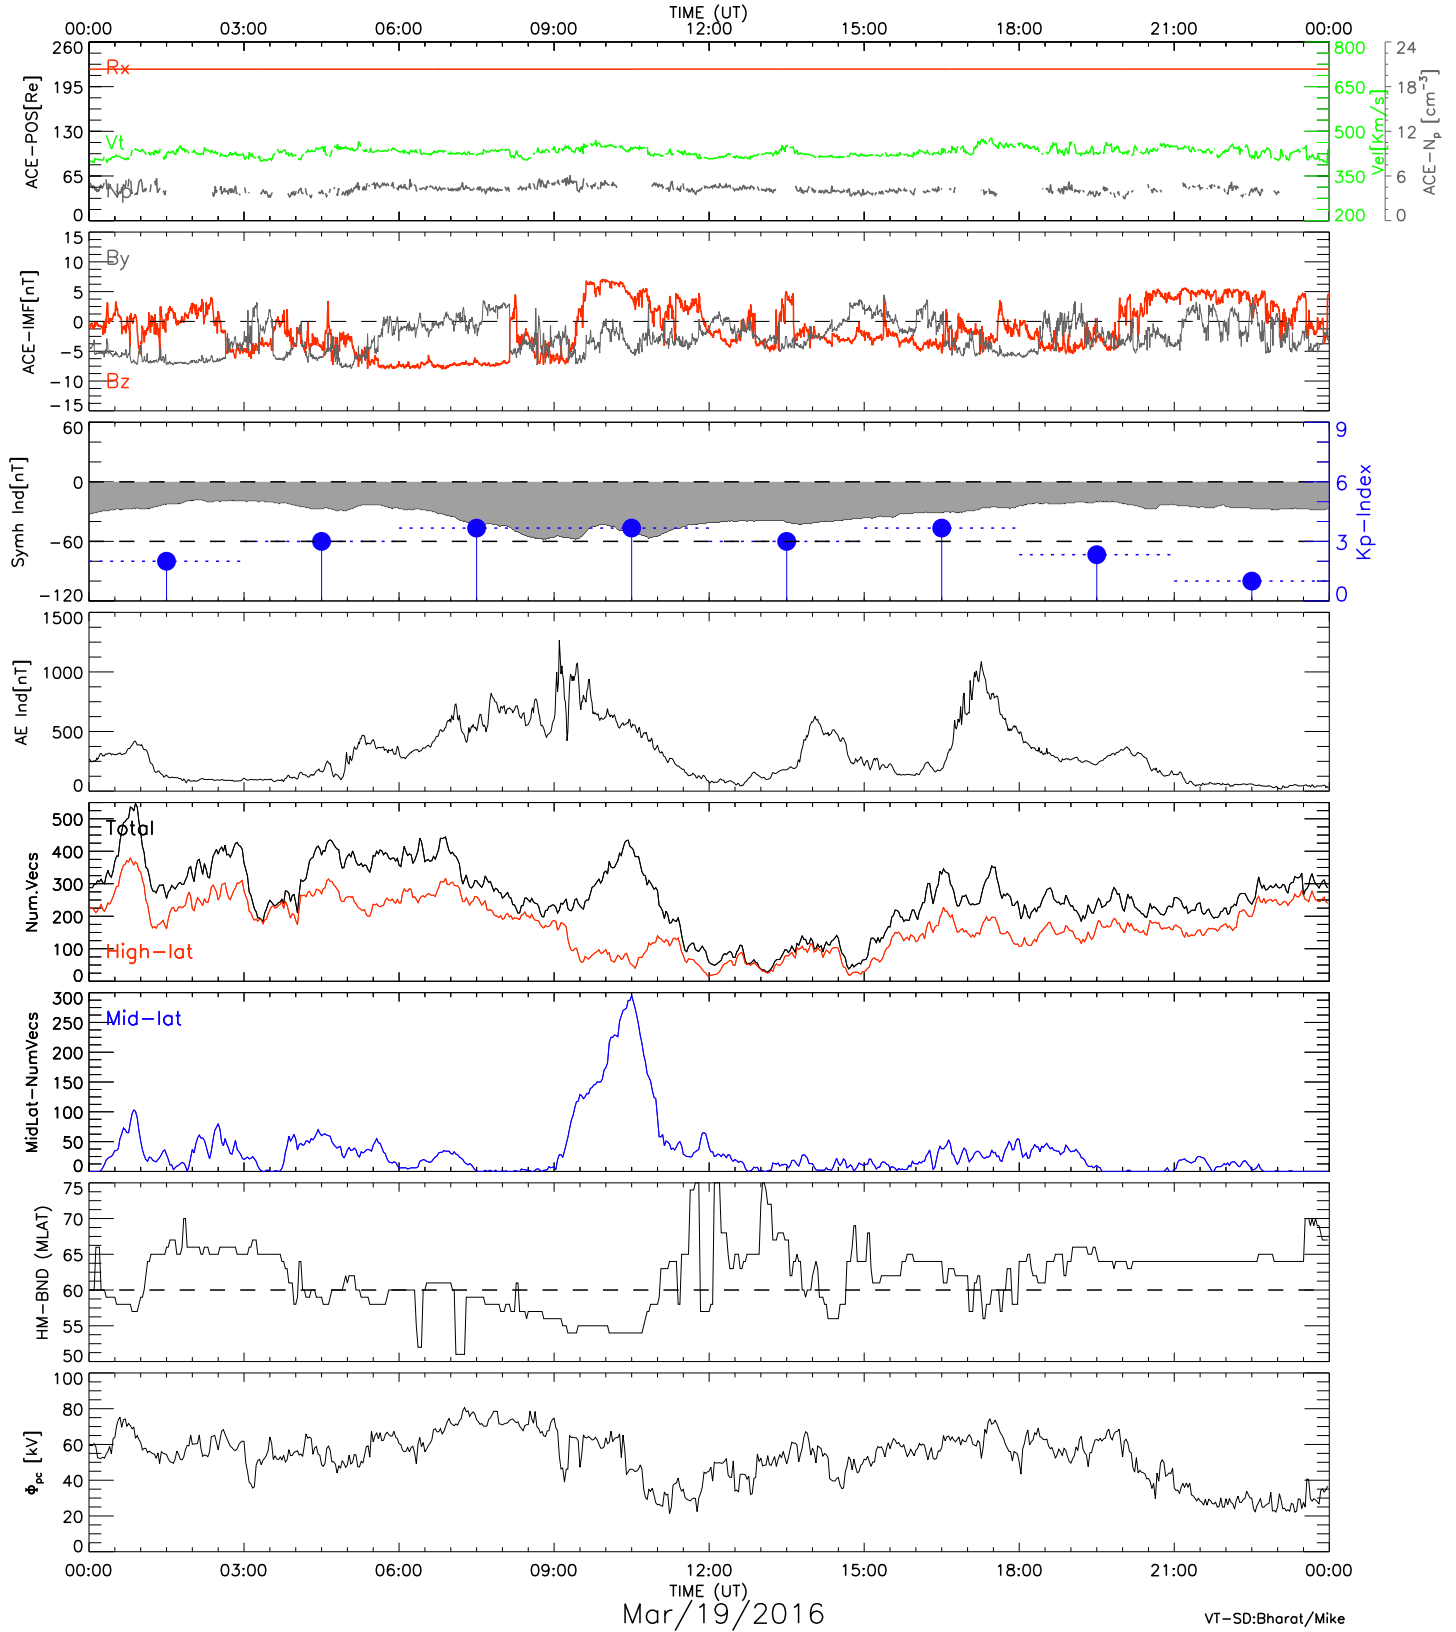 TIME (UT)
00:00 03:00 06:00 09:00 12:00 15:00 18:00 21:00 00:00
260 195 130 65 0
ACE-POS[Re]
Rx
Vt
Np
800 650 500 350 200
Vel[Km/s]
24 18 12 6 0
ACE-Np [cm-3]
15 10 5 0 -5 -10 -15
ACE-IMF[nT]
By
Bz
60 0 -60 -120
Symh Ind[nT]
9 6 3 0
Kp-Index
1500 1000 500 0
AE Ind[nT]
500 400 300 200 100 0
Num.Vecs
Total
High-lat
300 250 200 150 100 50 0
MidLat-NumVecs
Mid-lat
75 70 65 60 55 50
HM-BND (MLAT)
100 80 60 40 20 0
Φpc [kV]
00:00 03:00 06:00 09:00 12:00 15:00 18:00 21:00 00:00
TIME (UT)
Mar/19/2016
VT-SD:Bharat/Mike